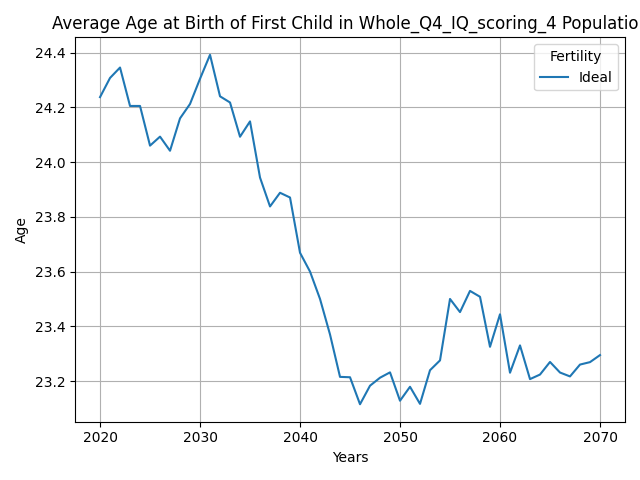 Average Age at Birth of First Child in Whole_Q4_IQ_scoring_4 Populatio
Fertility
Ideal
24.4
24.2
24.0
23.8
23.6
23.4
23.2
Age
2020 2030 2040 2050 2060 2070
Years